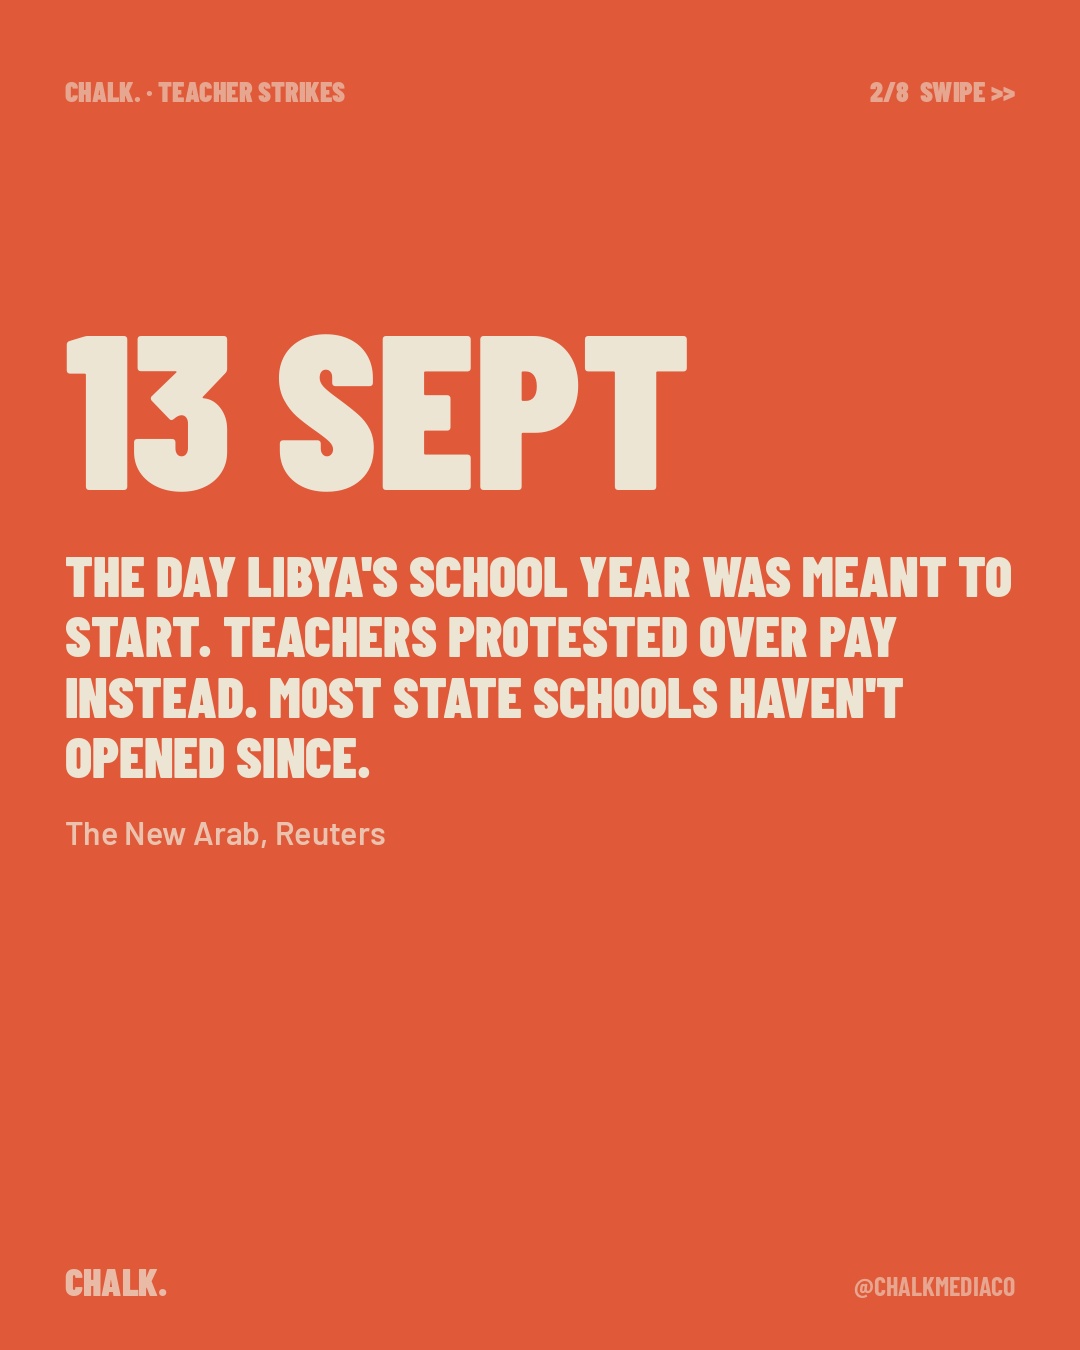 CHALK. · TEACHER STRIKES
2/8 SWIPE >>
13 SEPT
THE DAY LIBYA'S SCHOOL YEAR WAS MEANT TO
START. TEACHERS PROTESTED OVER PAY
INSTEAD. MOST STATE SCHOOLS HAVEN'T
OPENED SINCE.
The New Arab, Reuters
CHALK.
@CHALKMEDIACO